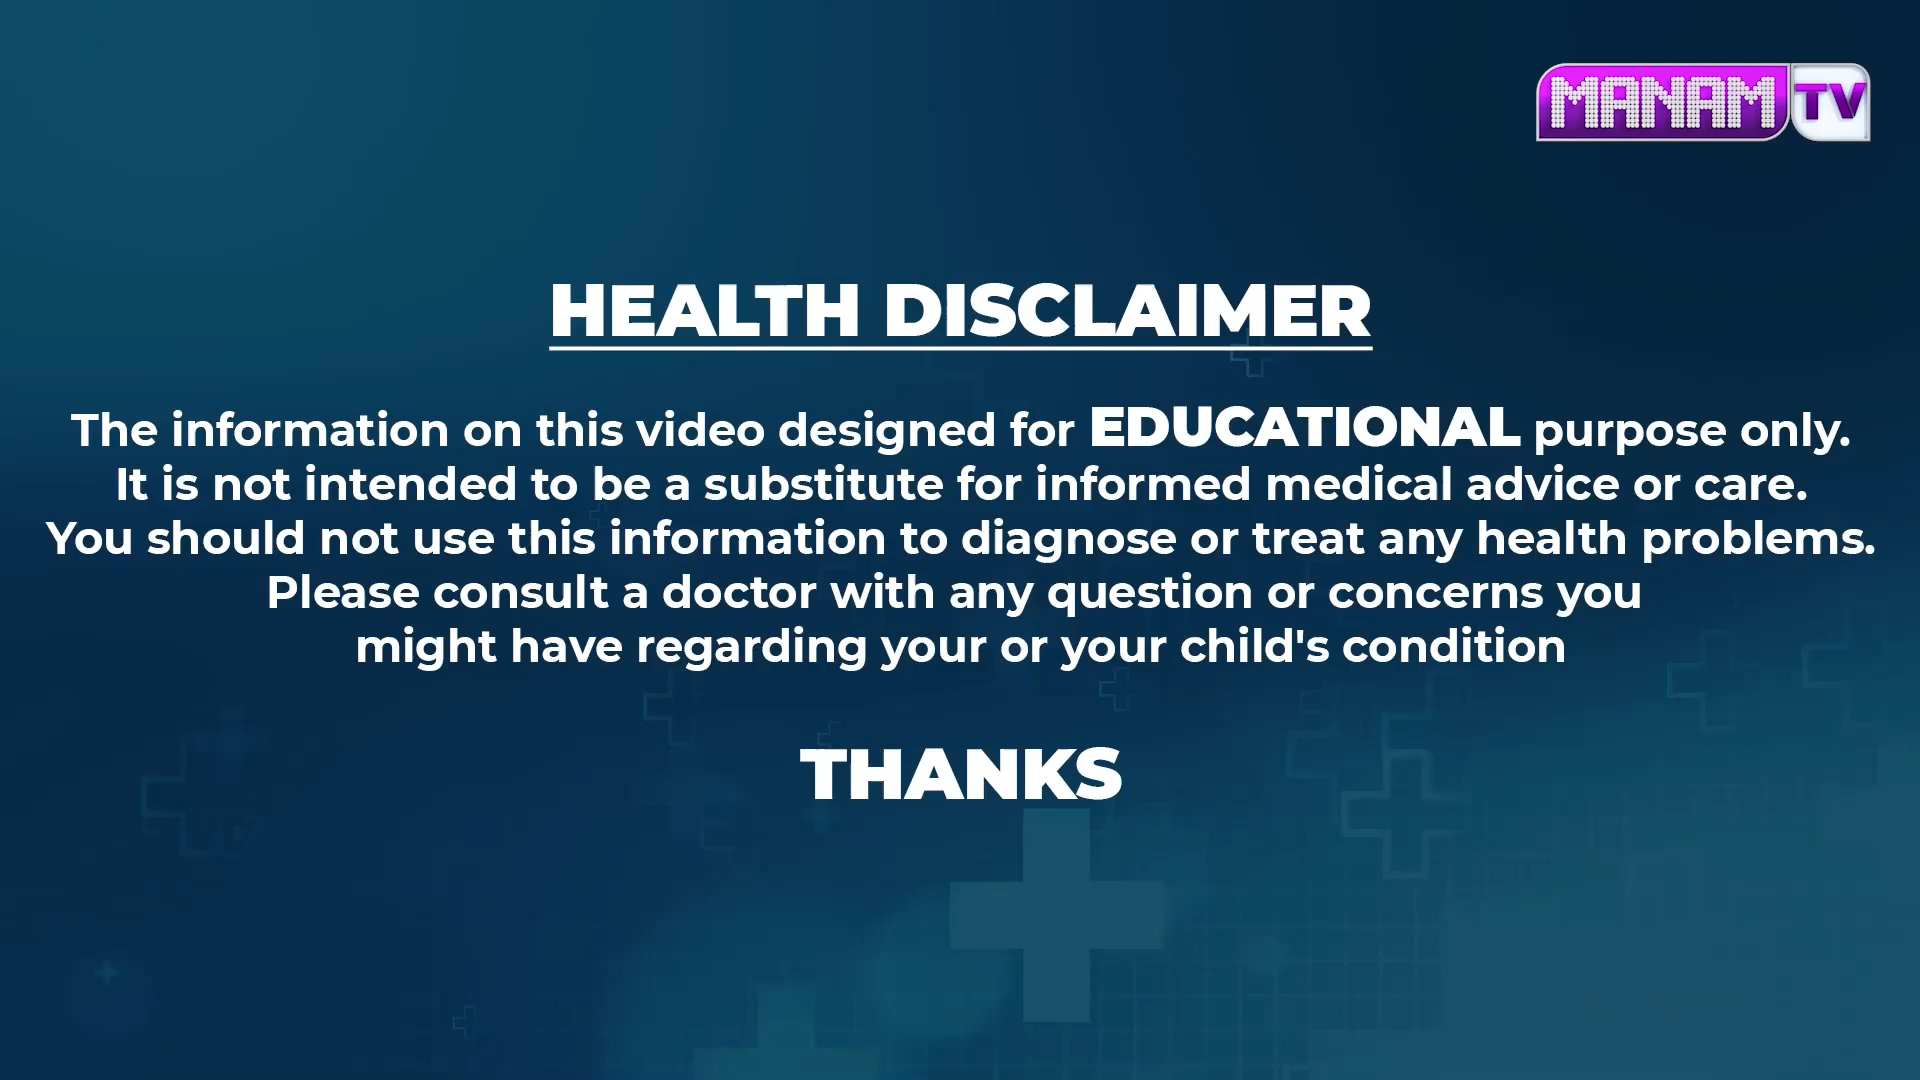 MANAM TV
HEALTH DISCLAIMER
The information on this video designed for EDUCATIONAL purpose only.
It is not intended to be a substitute for informed medical advice or care.
You should not use this information to diagnose or treat any health problems.
Please consult a doctor with any question or concerns you
might have regarding your or your child's condition
THANKS